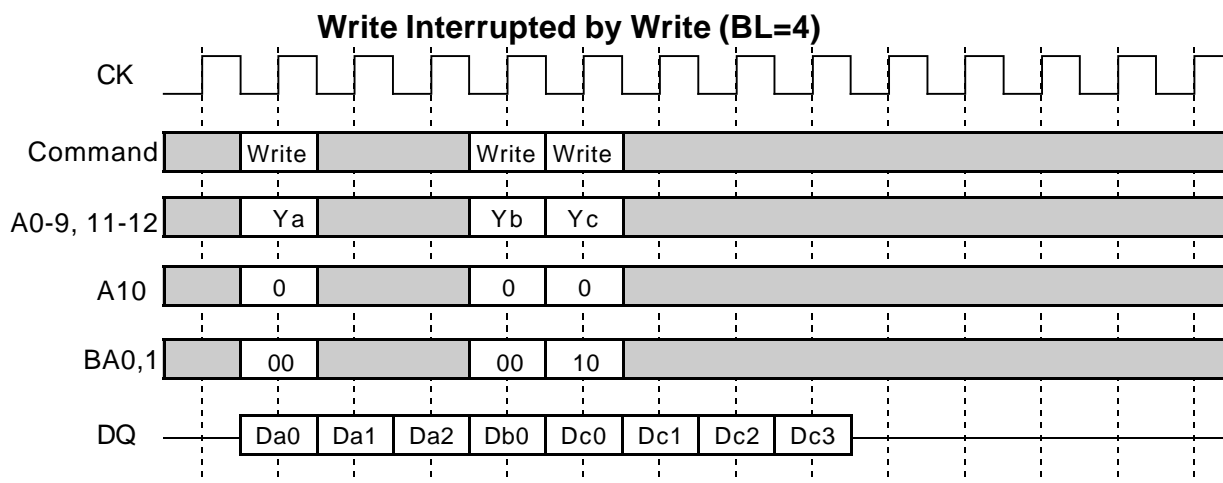 Write Interrupted by Write (BL=4)
CK
Command Write Write Write
A0-9, 11-12 Ya Yb Yc
A10 0 0 0
BA0,1 00 00 10
DQ Da0 Da1 Da2 Db0 Dc0 Dc1 Dc2 Dc3